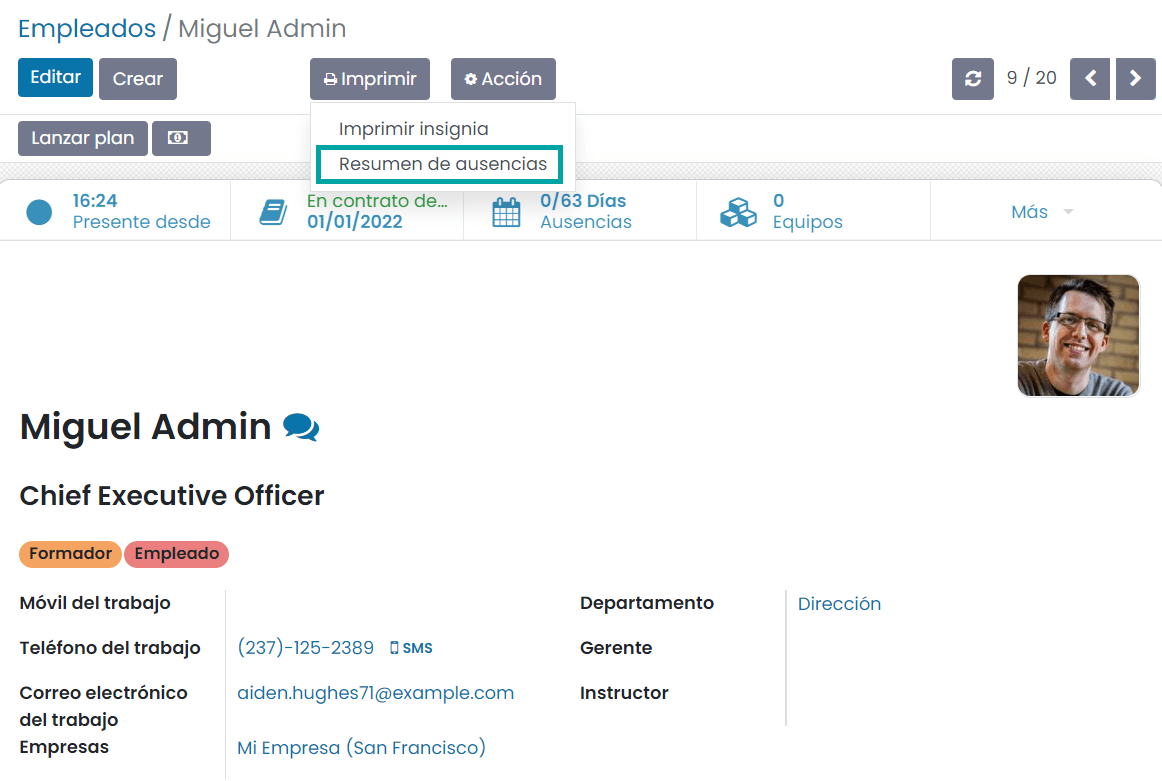 Empleados / Miguel Admin
Editar Crear Imprimir Acción 9 / 20
Imprimir insignia
Lanzar plan
Resumen de ausencias
16:24 En contrato de... 0/63 Días 0
Presente desde 01/01/2022 Ausencias Equipos Más
Miguel Admin
Chief Executive Officer
Formador Empleado
Móvil del trabajo Departamento Dirección
Teléfono del trabajo (237)-125-2389 SMS Gerente
Correo electrónico aiden.hughes71@example.com Instructor
del trabajo
Empresas Mi Empresa (San Francisco)